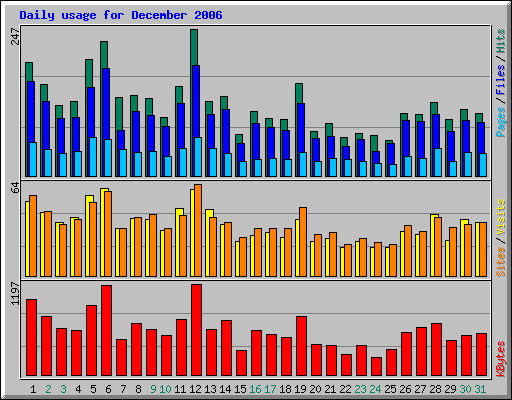 Daily usage for December 2006
247
Pages / Files / Hits
64
Sites / Visits
1197
KBytes
1 2 3 4 5 6 7 8 9 10 11 12 13 14 15 16 17 18 19 20 21 22 23 24 25 26 27 28 29 30 31